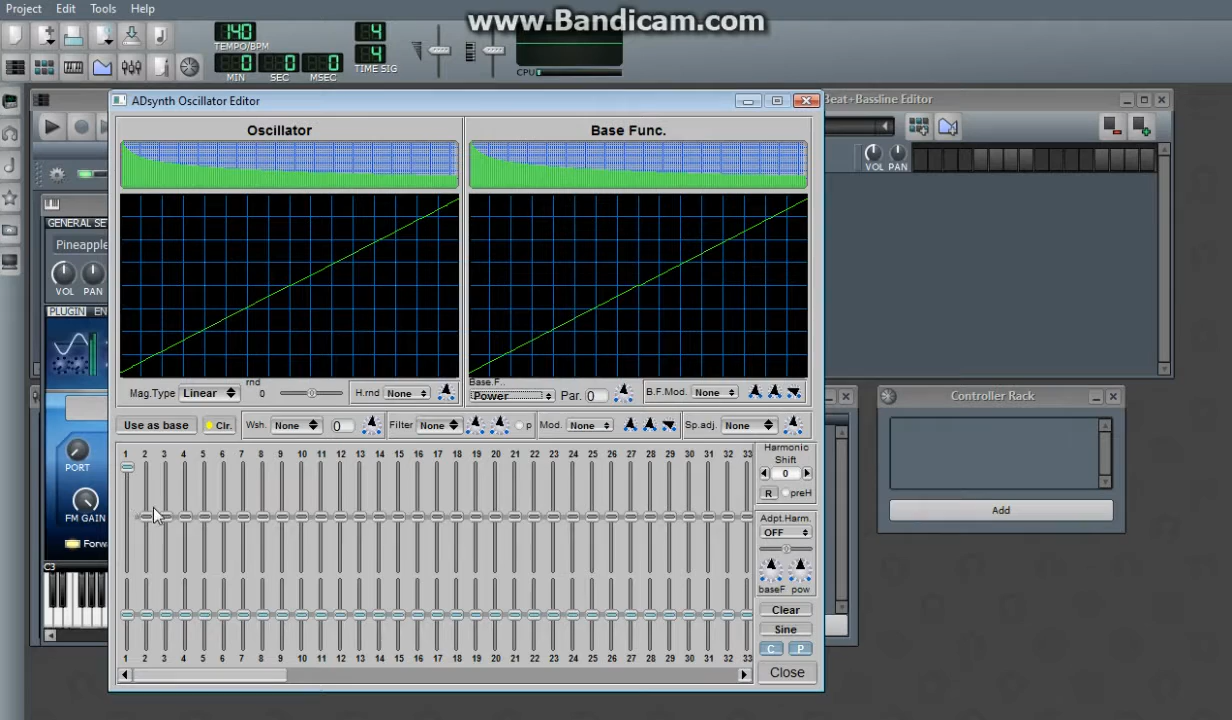 www.Bandicam.com
Project Edit Tools Help
140
TEMPO/BPM
0 0 0
MIN SEC MSEC
4
4
TIME SIG
CPU
ADsynth Oscillator Editor
Beat+Bassline Editor
Oscillator
Base Func.
VOL PAN
GENERAL SE
Pineapple
VOL PAN
PLUGIN EN
PORT
FM GAIN
Forw
C3
Mag.Type Linear
rnd
0
H.rnd None
Base.F..
Power
Par. 0
B.F.Mod. None
Use as base
Clr.
Wsh. None 0
Filter None p
Mod. None
Sp.adj. None
1 2 3 4 5 6 7 8 9 10 11 12 13 14 15 16 17 18 19 20 21 22 23 24 25 26 27 28 29 30 31 32 33
1 2 3 4 5 6 7 8 9 10 11 12 13 14 15 16 17 18 19 20 21 22 23 24 25 26 27 28 29 30 31 32 33
Harmonic
Shift
0
R preH
Adpt.Harm.
OFF
baseF pow
Clear
Sine
C P
Close
Controller Rack
Add